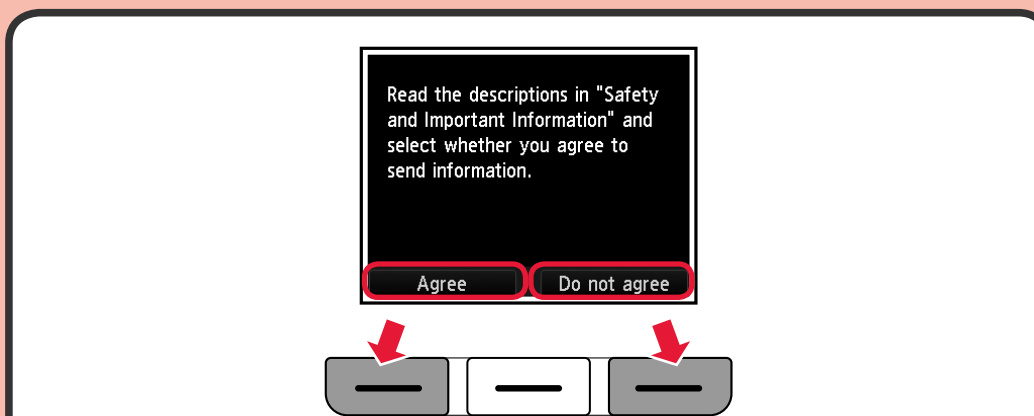 Read the descriptions in "Safety
and Important Information" and
select whether you agree to
send information.
Agree
Do not agree